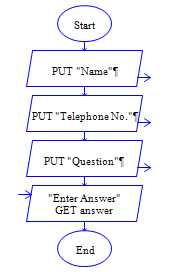 Start
PUT "Name"¶
PUT "Telephone No."¶
PUT "Question"¶
"Enter Answer"
GET answer
End